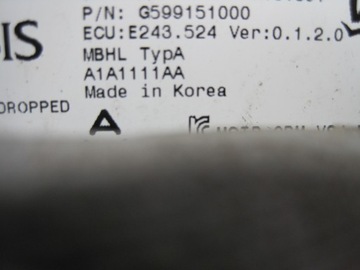 P/N: G599151000
ECU:E243.524 Ver:0.1.2.0
IS
MBHL TypA
A1A1111AA
Made in Korea
DROPPED
A